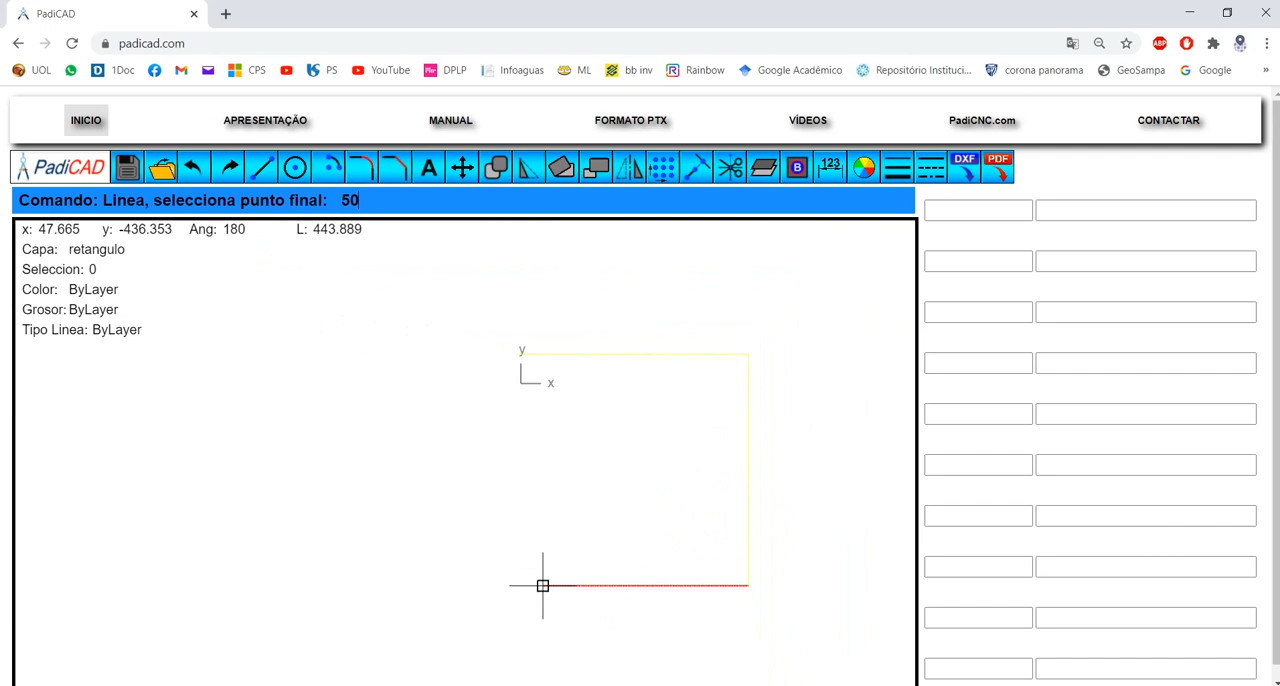 PadiCAD
padicad.com
UOL 1Doc CPS PS YouTube DPLP Infoaguas ML bb inv Rainbow Google Acadêmico Repositório Instituci... corona panorama GeoSampa Google »
INICIO APRESENTAÇÃO MANUAL FORMATO PTX VÍDEOS PadiCNC.com CONTACTAR
PadiCAD A B 123 DXF PDF
Comando: Linea, selecciona punto final: 50
x: 47.665 y: -436.353 Ang: 180 L: 443.889
Capa: retangulo
Seleccion: 0
Color: ByLayer
Grosor: ByLayer
Tipo Linea: ByLayer
y
x